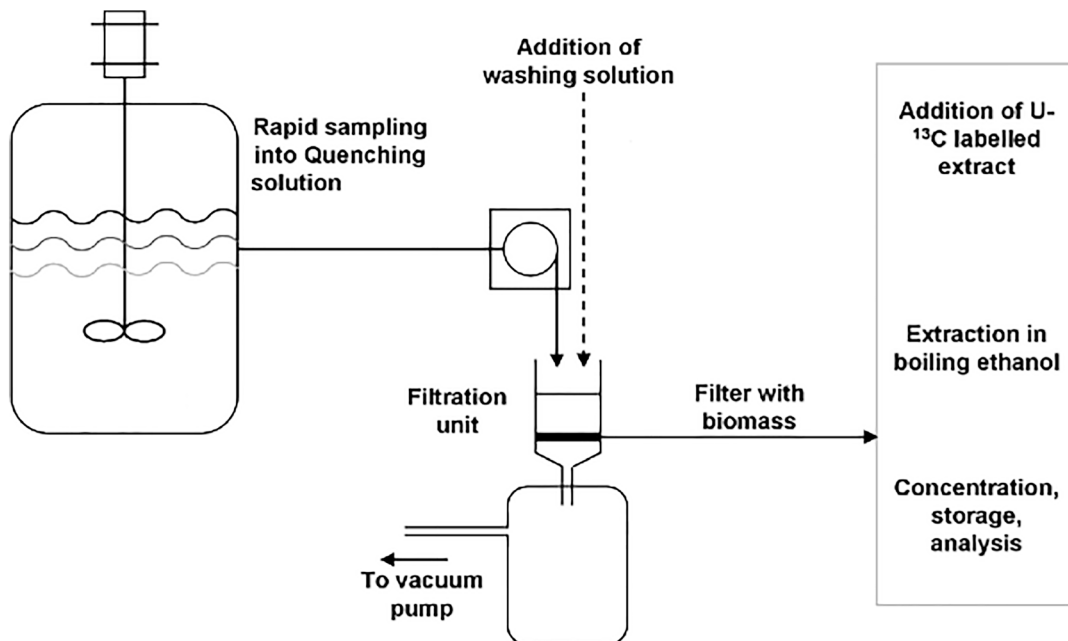 Rapid sampling
into Quenching
solution
Addition of
washing solution
Filtration
unit
Filter with
biomass
To vacuum
pump
Addition of U-
¹³C labelled
extract
Extraction in
boiling ethanol
Concentration,
storage,
analysis